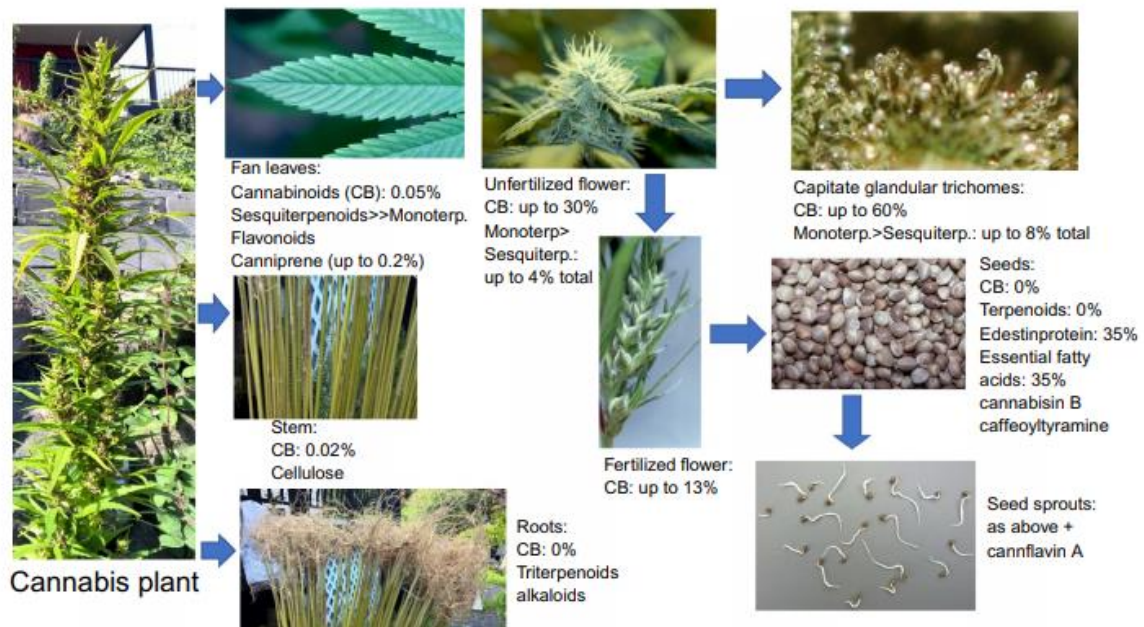 Cannabis plant
Fan leaves:
Cannabinoids (CB): 0.05%
Sesquiterpenoids>>Monoterp.
Flavonoids
Canniprene (up to 0.2%)
Stem:
CB: 0.02%
Cellulose
Roots:
CB: 0%
Triterpenoids
alkaloids
Unfertilized flower:
CB: up to 30%
Monoterp>
Sesquiterp.:
up to 4% total
Fertilized flower:
CB: up to 13%
Capitate glandular trichomes:
CB: up to 60%
Monoterp.>Sesquiterp.: up to 8% total
Seeds:
CB: 0%
Terpenoids: 0%
Edestinprotein: 35%
Essential fatty
acids: 35%
cannabisin B
caffeoyltyramine
Seed sprouts:
as above +
cannflavin A